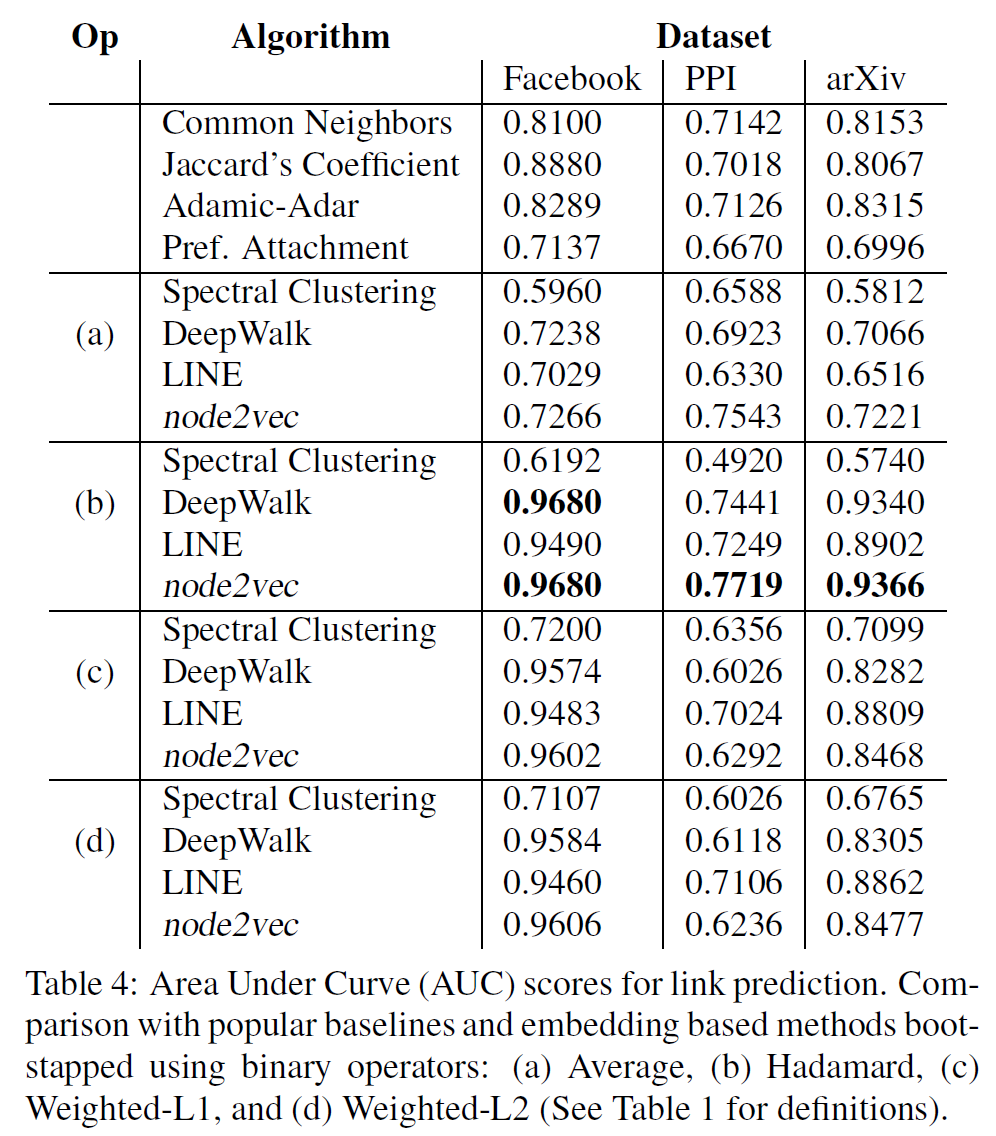 Op Algorithm Dataset
Facebook PPI arXiv
Common Neighbors 0.8100 0.7142 0.8153
Jaccard's Coefficient 0.8880 0.7018 0.8067
Adamic-Adar 0.8289 0.7126 0.8315
Pref. Attachment 0.7137 0.6670 0.6996
Spectral Clustering 0.5960 0.6588 0.5812
(a) DeepWalk 0.7238 0.6923 0.7066
LINE 0.7029 0.6330 0.6516
node2vec 0.7266 0.7543 0.7221
Spectral Clustering 0.6192 0.4920 0.5740
(b) DeepWalk 0.9680 0.7441 0.9340
LINE 0.9490 0.7249 0.8902
node2vec 0.9680 0.7719 0.9366
Spectral Clustering 0.7200 0.6356 0.7099
(c) DeepWalk 0.9574 0.6026 0.8282
LINE 0.9483 0.7024 0.8809
node2vec 0.9602 0.6292 0.8468
Spectral Clustering 0.7107 0.6026 0.6765
(d) DeepWalk 0.9584 0.6118 0.8305
LINE 0.9460 0.7106 0.8862
node2vec 0.9606 0.6236 0.8477
Table 4: Area Under Curve (AUC) scores for link prediction. Com-
parison with popular baselines and embedding based methods boot-
stapped using binary operators: (a) Average, (b) Hadamard, (c)
Weighted-L1, and (d) Weighted-L2 (See Table 1 for definitions).